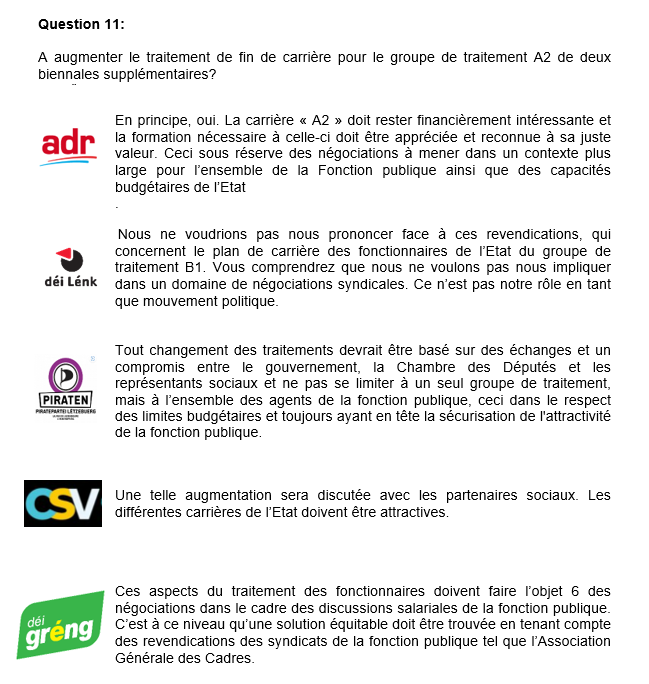 Question 11:
A augmenter le traitement de fin de carrière pour le groupe de traitement A2 de deux
biennales supplémentaires?
adr
En principe, oui. La carrière « A2 » doit rester financièrement intéressante et
la formation nécessaire à celle-ci doit être appréciée et reconnue à sa juste
valeur. Ceci sous réserve des négociations à mener dans un contexte plus
large pour l’ensemble de la Fonction publique ainsi que des capacités
budgétaires de l’Etat
.
déi Lénk
Nous ne voudrions pas nous prononcer face à ces revendications, qui
concernent le plan de carrière des fonctionnaires de l’Etat du groupe de
traitement B1. Vous comprendrez que nous ne voulons pas nous impliquer
dans un domaine de négociations syndicales. Ce n’est pas notre rôle en tant
que mouvement politique.
PIRATEN
PIRATEPARTEI LËTZEBUERG
Tout changement des traitements devrait être basé sur des échanges et un
compromis entre le gouvernement, la Chambre des Députés et les
représentants sociaux et ne pas se limiter à un seul groupe de traitement,
mais à l’ensemble des agents de la fonction publique, ceci dans le respect
des limites budgétaires et toujours ayant en tête la sécurisation de l'attractivité
de la fonction publique.
CSV
Une telle augmentation sera discutée avec les partenaires sociaux. Les
différentes carrières de l’Etat doivent être attractives.
déi
gréng
Ces aspects du traitement des fonctionnaires doivent faire l’objet 6 des
négociations dans le cadre des discussions salariales de la fonction publique.
C’est à ce niveau qu’une solution équitable doit être trouvée en tenant compte
des revendications des syndicats de la fonction publique tel que l’Association
Générale des Cadres.